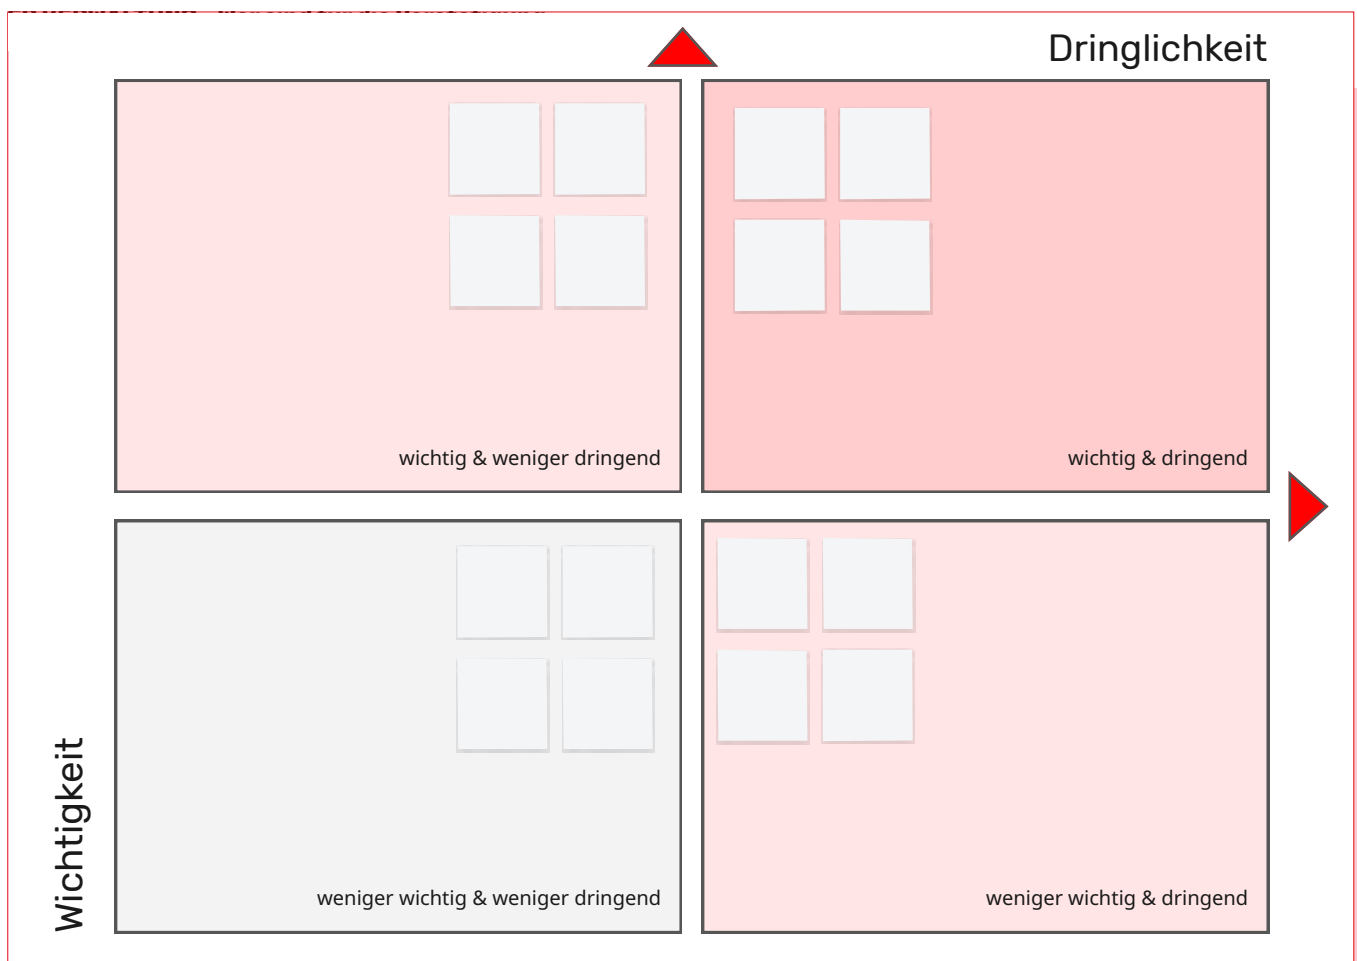 Dringlichkeit
wichtig & weniger dringend
wichtig & dringend
Wichtigkeit
weniger wichtig & weniger dringend
weniger wichtig & dringend